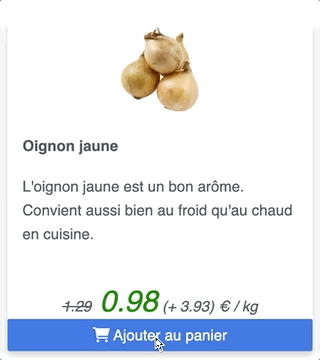 Oignon jaune
L'oignon jaune est un bon arôme.
Convient aussi bien au froid qu'au chaud
en cuisine.
1.29 0.98 (+ 3.93) € / kg
Ajouter au panier